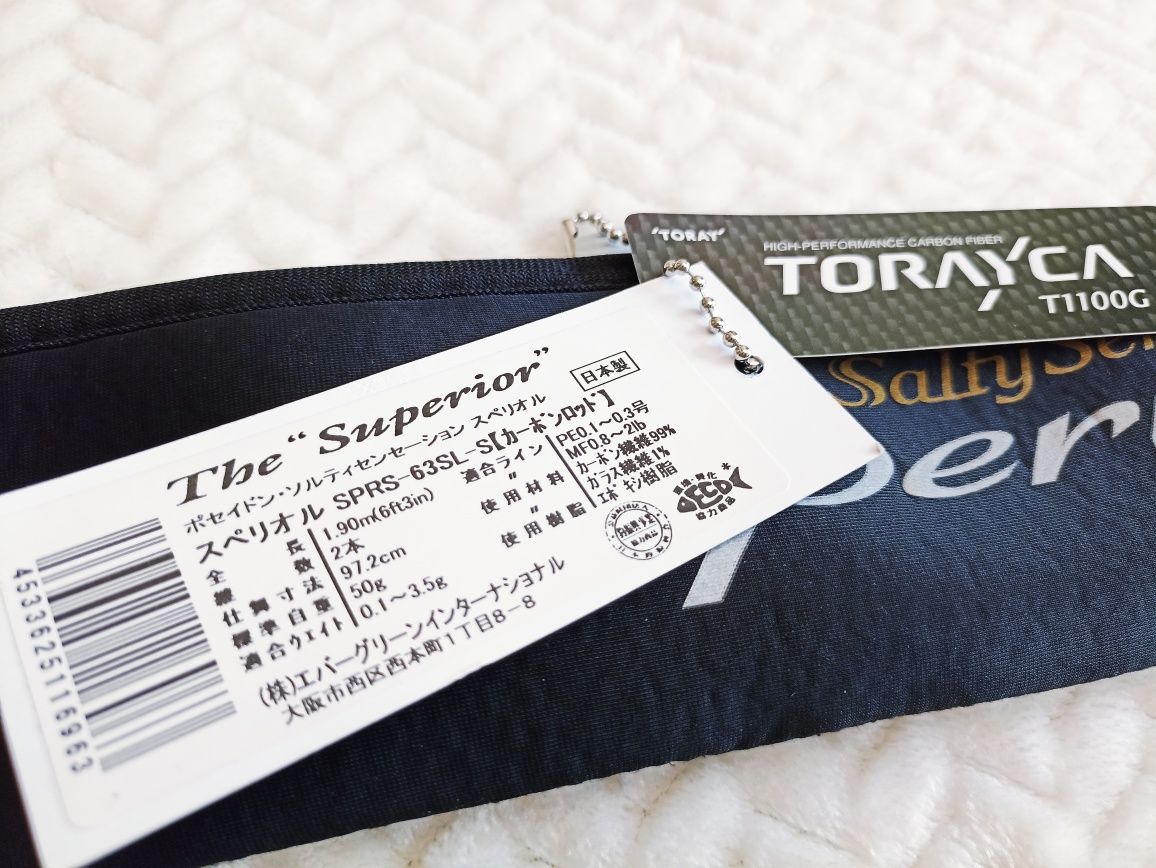 'TORAY'
HIGH-PERFORMANCE CARBON FIBER
TORAYCA
T1100G
The "Superior"
日本製
ポセイドン・ソルティセンセーション スペリオル
スペリオル SPRS-63SL-S【カーボンロッド】
全長 1.90m(6ft3in)
継数 2本
仕舞寸法 97.2cm
標準自重 50g
適合ウエイト 0.1〜3.5g
適合ライン PE0.1〜0.3号
〃 MF0.8〜2lb
使用材料 カーボン繊維99%
〃 ガラス繊維1%
使用樹脂 エポキシ樹脂
(株)エバーグリーンインターナショナル
大阪市西区西本町1丁目8-8
4533625116963
ECO
協力商品
Salty Sen
per